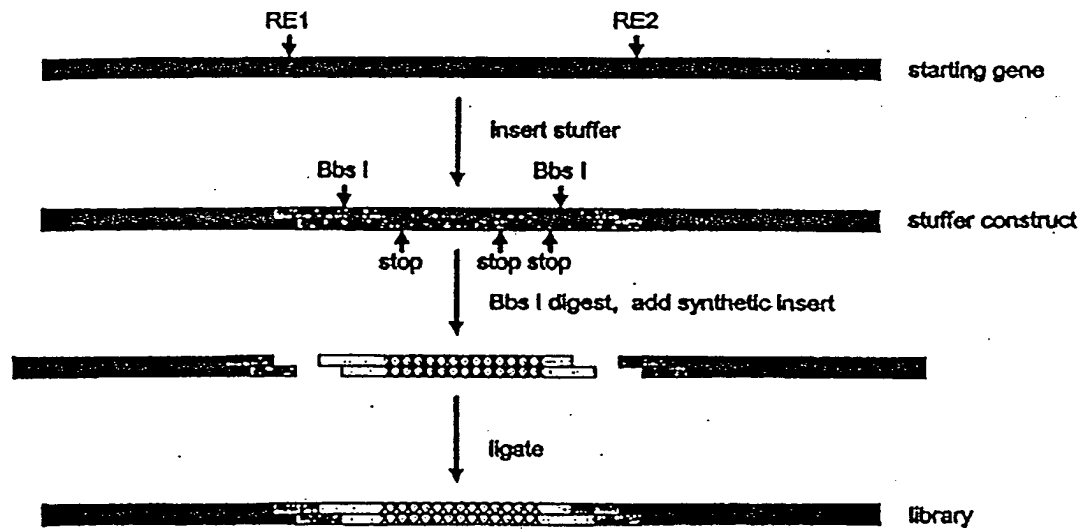 RE1 RE2
starting gene
insert stuffer
Bbs I Bbs I
stuffer construct
stop stop stop
Bbs I digest, add synthetic insert
ligate
library